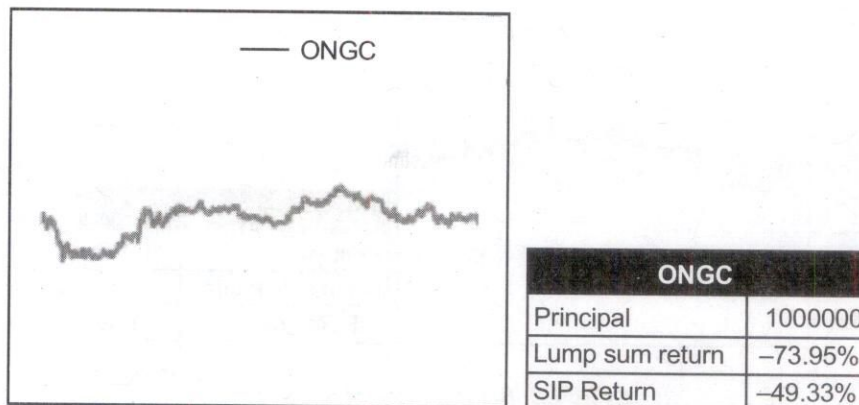 ONGC
ONGC
Principal 1000000
Lump sum return –73.95%
SIP Return –49.33%